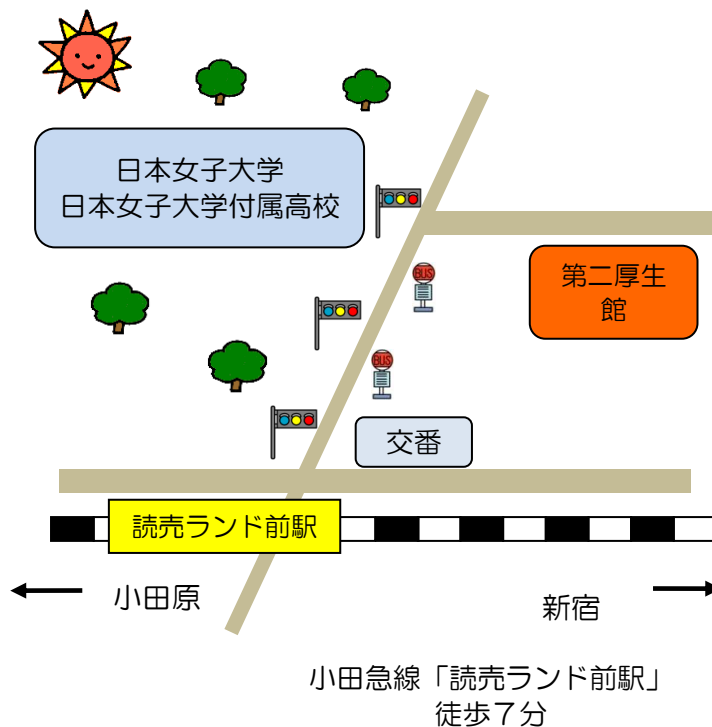 日本女子大学
日本女子大学付属高校
BUS
第二厚生
館
BUS
交番
読売ランド前駅
小田原
新宿
小田急線「読売ランド前駅」
徒歩７分